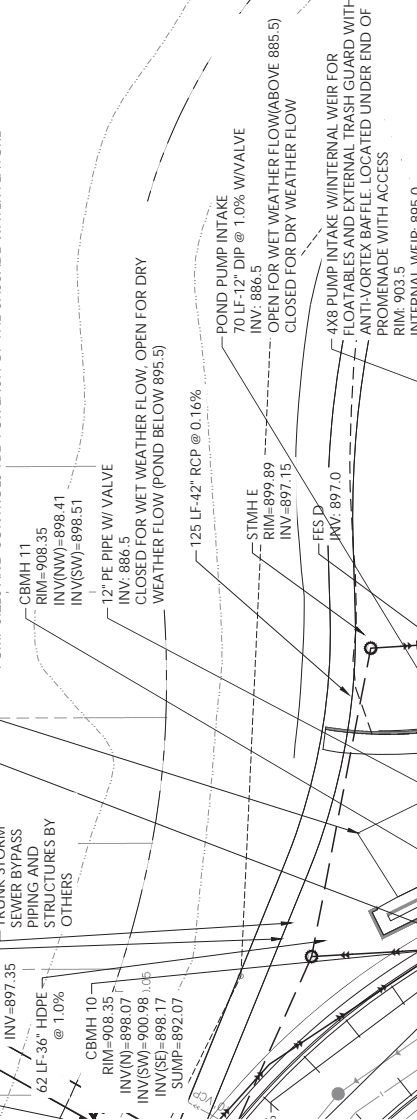 CBMH 11
RIM=908.35
INV(NW)=898.41
INV(SW)=898.51
12" PE PIPE W/ VALVE
INV: 886.5
CLOSED FOR WET WEATHER FLOW, OPEN FOR DRY
WEATHER FLOW (POND BELOW 895.5)
125 LF-42" RCP @ 0.16%
POND PUMP INTAKE
70 LF-12" DIP @ 1.0% W/VALVE
INV: 886.5
OPEN FOR WET WEATHER FLOW(ABOVE 885.5)
CLOSED FOR DRY WEATHER FLOW
STMH E
RIM=899.89
INV=897.15
FES D
INV: 897.0
4X8 PUMP INTAKE W/INTERNAL WEIR FOR
FLOATABLES AND EXTERNAL TRASH GUARD WITH
ANTI-VORTEX BAFFLE. LOCATED UNDER END OF
PROMENADE WITH ACCESS
RIM: 903.5
INTERNAL WEIR: 895.0
TRUNK STORM
SEWER BYPASS
PIPING AND
STRUCTURES BY
OTHERS
INV=897.35
62 LF-36" HDPE
@ 1.0%
CBMH 10
RIM=908.35
INV(N)=898.07
INV(SW)=900.98
INV(SE)=898.17
SUMP=892.07
VCP